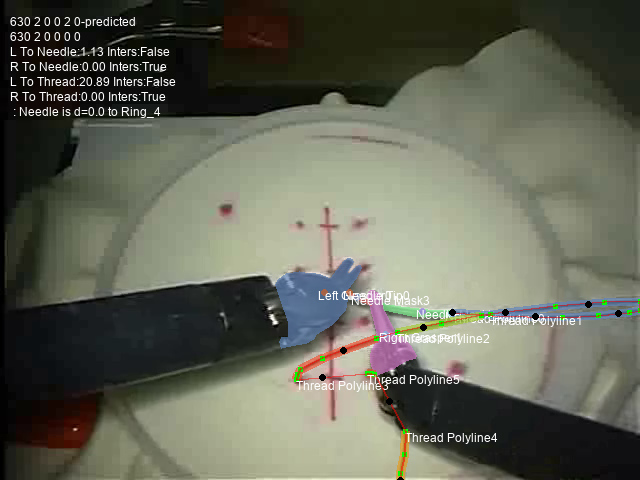 630 2 0 0 2 0-predicted
630 2 0 0 0 0
L To Needle:1.13 Inters:False
R To Needle:0.00 Inters:True
L To Thread:20.89 Inters:False
R To Thread:0.00 Inters:True
: Needle is d=0.0 to Ring_4
Needle Mask3
Thread Polyline1
Thread Polyline2
Thread Polyline5
Thread Polyline3
Thread Polyline4